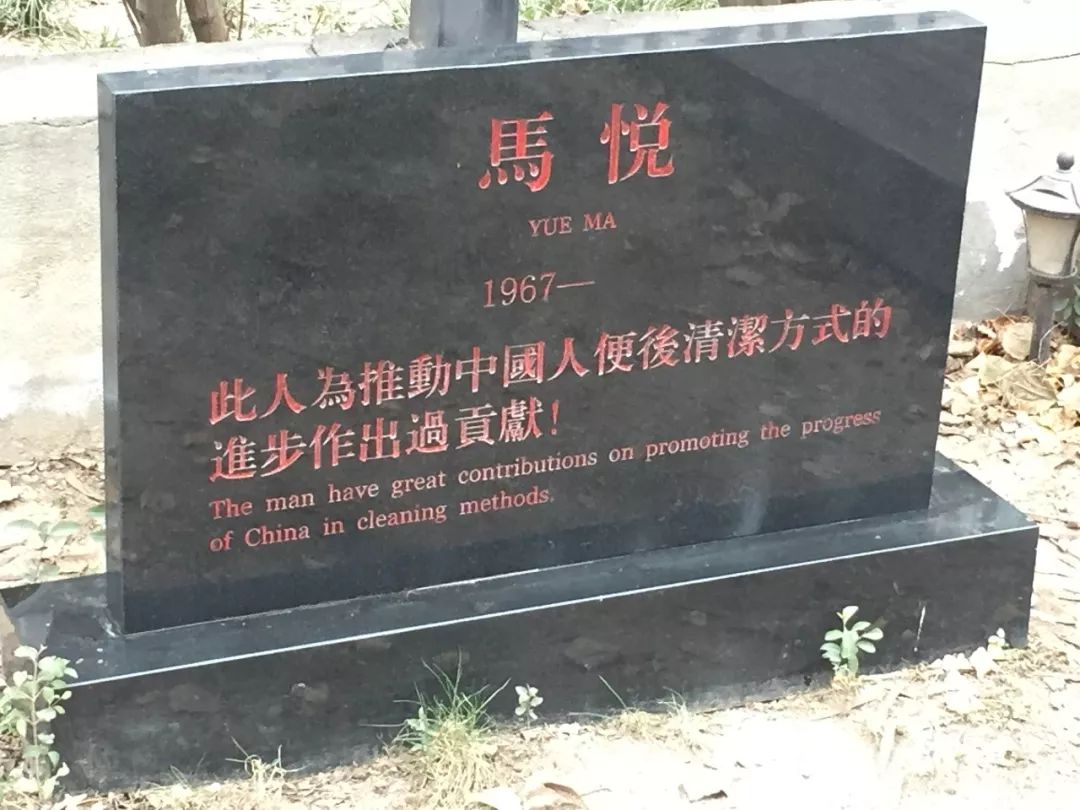 馬悦
YUE MA
1967—
此人為推動中國人便後清潔方式的
進步作出過貢獻！
The man have great contributions on promoting the progress
of China in cleaning methods.